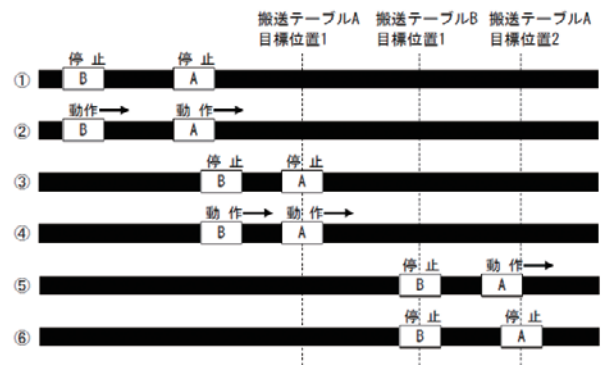 搬送テーブルA 搬送テーブルB 搬送テーブルA
目標位置1 目標位置1 目標位置2
停止 停止
① B A
動作 動作
② B A
停止 停止
③ B A
動作 動作
④ B A
停止 動作
⑤ B A
停止 停止
⑥ B A